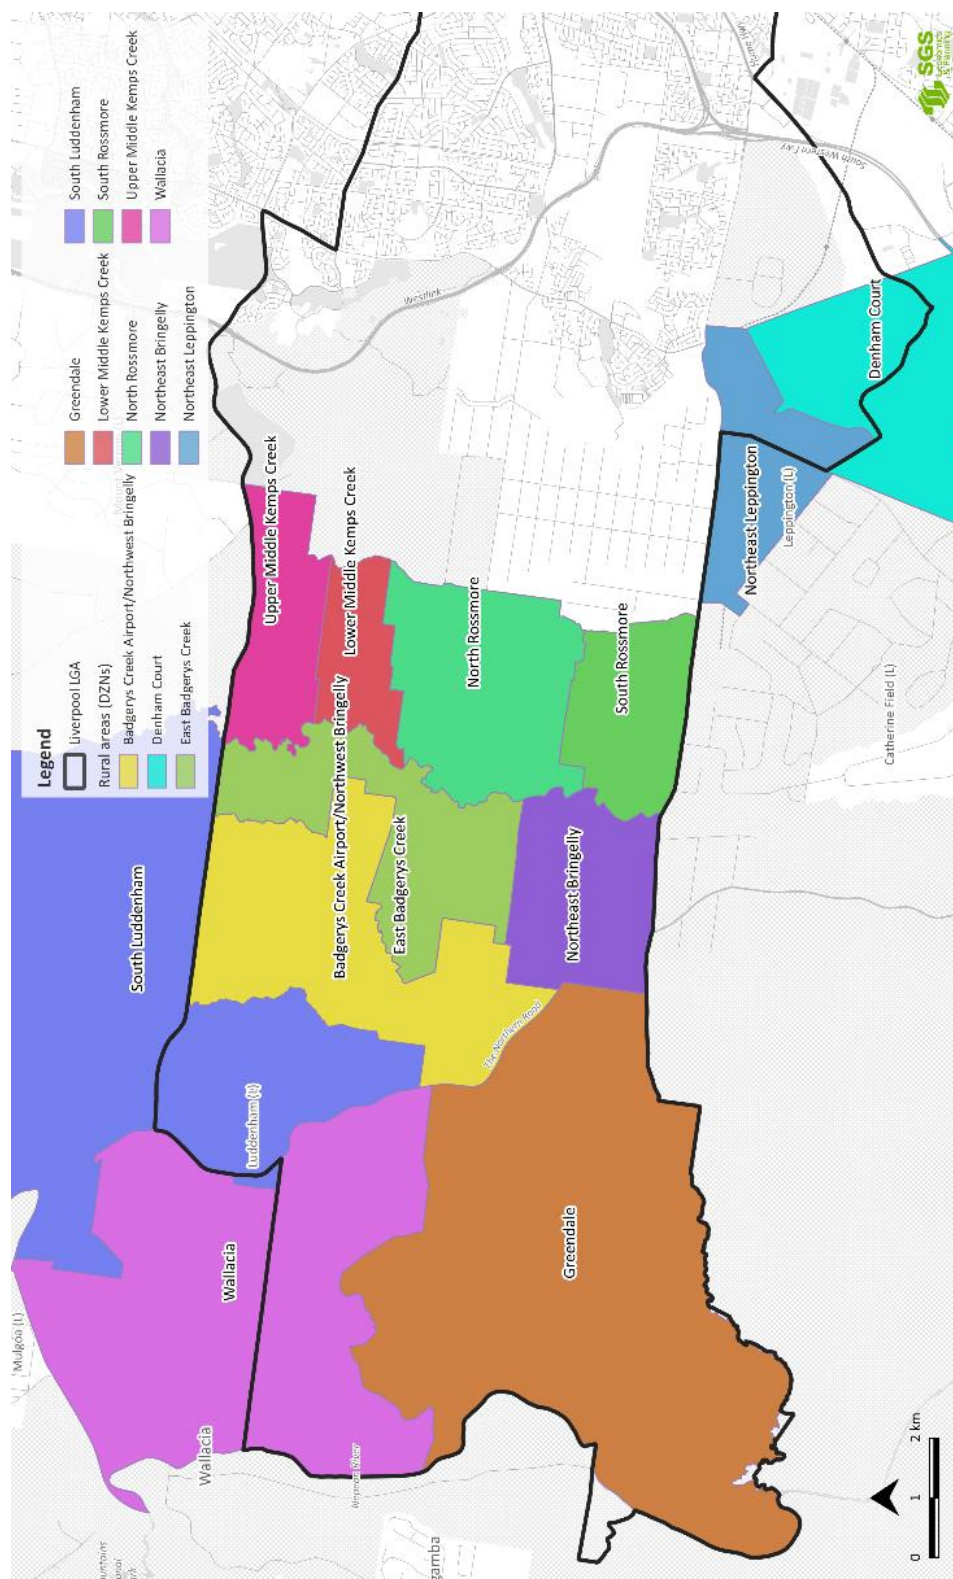 Legend
Liverpool LGA
Rural areas (DZNs)
Badgerys Creek Airport/Northwest Bringelly
Denham Court
East Badgerys Creek
Greendale
Lower Middle Kemps Creek
North Rossmore
Northeast Bringelly
Northeast Leppington
South Luddenham
South Rossmore
Upper Middle Kemps Creek
Wallacia
SGS
Economics
& Planning
Mulgoa (L)
Wallacia
Wallacia
Nepean River
Luddenham (L)
South Luddenham
Greendale
The Northern Road
Badgerys Creek Airport/Northwest Bringelly
East Badgerys Creek
Northeast Bringelly
Upper Middle Kemps Creek
Lower Middle Kemps Creek
North Rossmore
South Rossmore
Westlink
South Western Fwy
Northeast Leppington
Leppington (L)
Denham Court
Catherine Field (L)
gamba
0 1 2 km